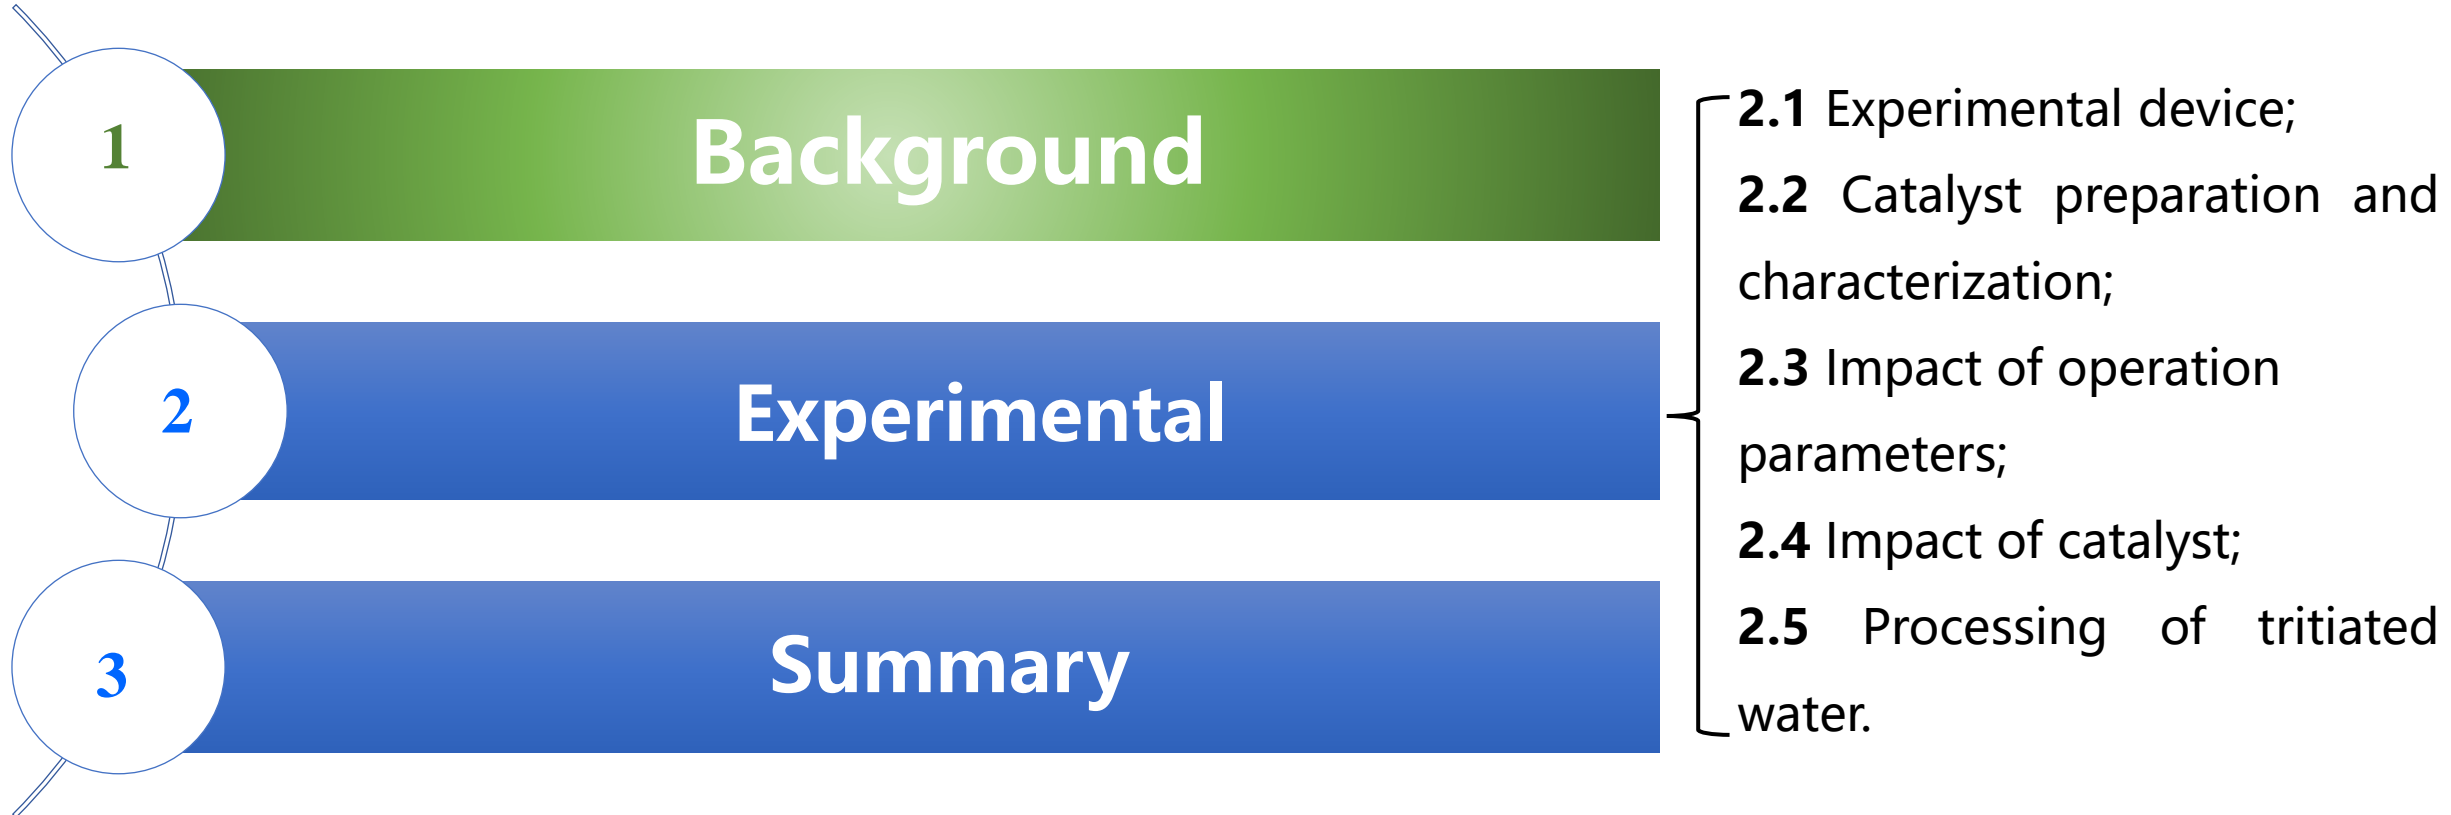 1
Background
2
Experimental
3
Summary
2.1 Experimental device;
2.2 Catalyst preparation and
characterization;
2.3 Impact of operation
parameters;
2.4 Impact of catalyst;
2.5 Processing of tritiated
water.